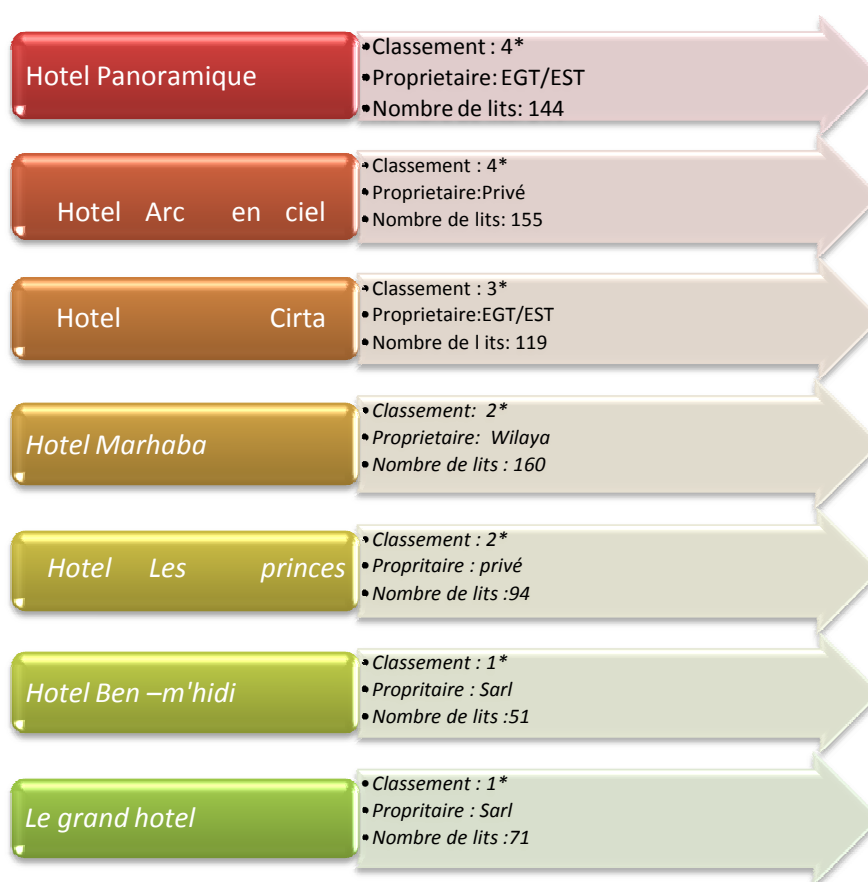 Hotel Panoramique
•Classement : 4*
•Proprietaire: EGT/EST
•Nombre de lits: 144
Hotel Arc en ciel
•Classement : 4*
•Proprietaire:Privé
•Nombre de lits: 155
Hotel Cirta
•Classement : 3*
•Proprietaire:EGT/EST
•Nombre de l its: 119
Hotel Marhaba
•Classement: 2*
•Proprietaire: Wilaya
•Nombre de lits : 160
Hotel Les princes
•Classement : 2*
•Propritaire : privé
•Nombre de lits :94
Hotel Ben –m'hidi
•Classement : 1*
•Propritaire : Sarl
•Nombre de lits :51
Le grand hotel
•Classement : 1*
•Propritaire : Sarl
•Nombre de lits :71